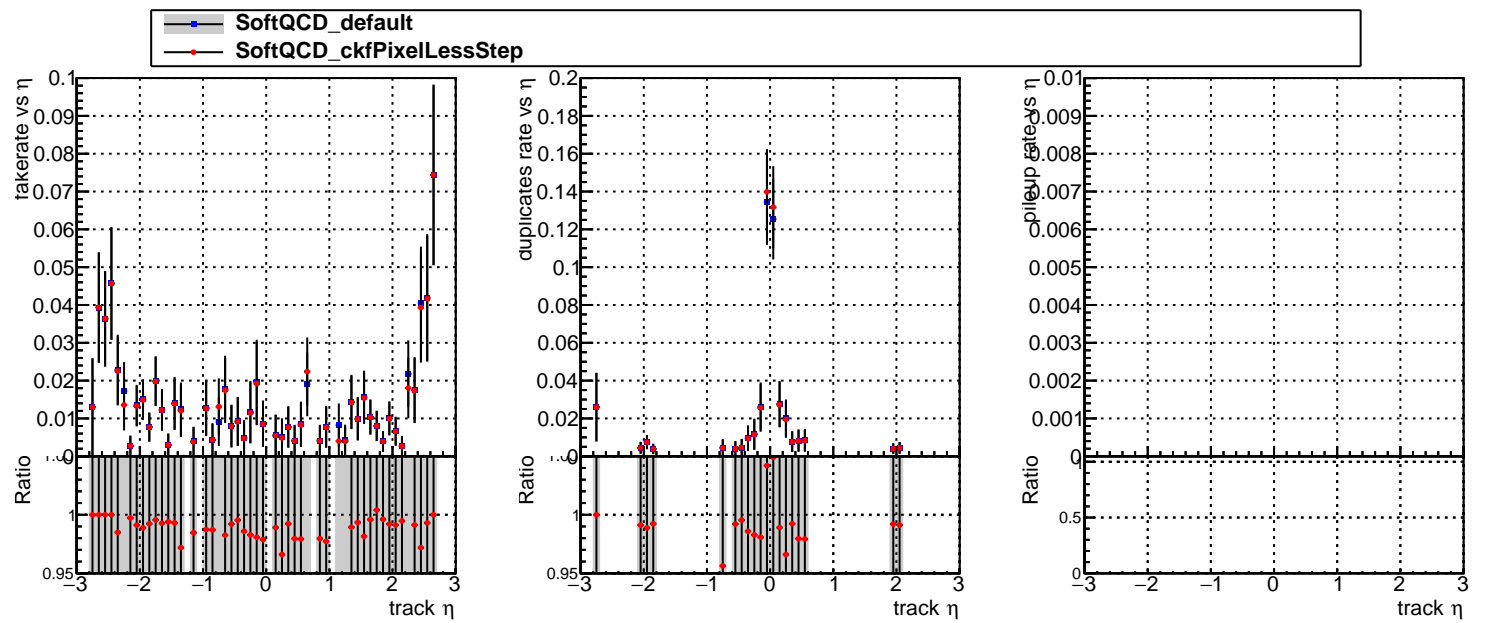 SoftQCD_default
SoftQCD_ckfPixelLessStep
fakerate vs η
0.1
0.09
0.08
0.07
0.06
0.05
0.04
0.03
0.02
0.01
Ratio
1
0.95
−3 −2 −1 0 1 2 3
track η
duplicates rate vs η
0.2
0.18
0.16
0.14
0.12
0.1
0.08
0.06
0.04
0.02
Ratio
1
0.95
−3 −2 −1 0 1 2 3
track η
pileup rate vs η
0.01
0.009
0.008
0.007
0.006
0.005
0.004
0.003
0.002
0.001
Ratio
0.5
0
−3 −2 −1 0 1 2 3
track η